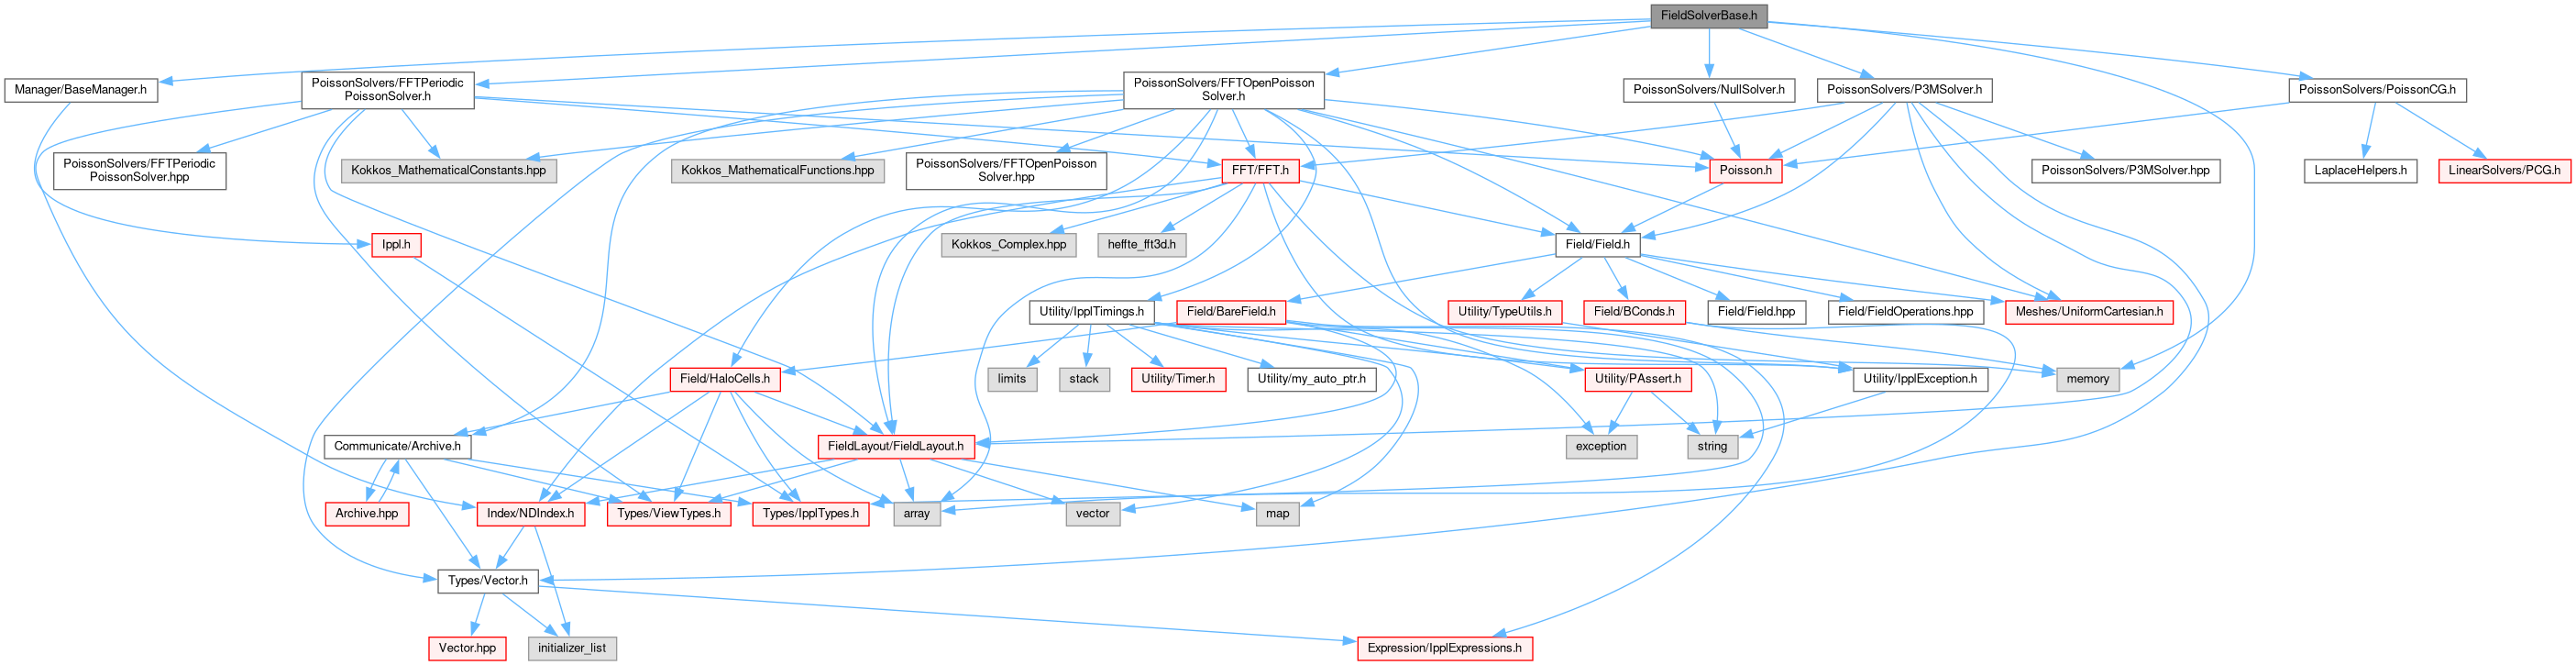 FieldSolverBase.h
Manager/BaseManager.h
PoissonSolvers/FFTPeriodic
PoissonSolver.h
PoissonSolvers/FFTOpenPoisson
Solver.h
PoissonSolvers/NullSolver.h
PoissonSolvers/P3MSolver.h
PoissonSolvers/PoissonCG.h
PoissonSolvers/FFTPeriodic
PoissonSolver.hpp
Kokkos_MathematicalConstants.hpp
Kokkos_MathematicalFunctions.hpp
PoissonSolvers/FFTOpenPoisson
Solver.hpp
FFT/FFT.h
Poisson.h
PoissonSolvers/P3MSolver.hpp
LaplaceHelpers.h
LinearSolvers/PCG.h
Ippl.h
Kokkos_Complex.hpp
heffte_fft3d.h
Field/Field.h
Utility/IpplTimings.h
Field/BareField.h
Utility/TypeUtils.h
Field/BConds.h
Field/Field.hpp
Field/FieldOperations.hpp
Meshes/UniformCartesian.h
Field/HaloCells.h
limits
stack
Utility/Timer.h
Utility/my_auto_ptr.h
Utility/PAssert.h
Utility/IpplException.h
memory
Communicate/Archive.h
FieldLayout/FieldLayout.h
exception
string
Archive.hpp
Index/NDIndex.h
Types/ViewTypes.h
Types/IpplTypes.h
array
vector
map
Types/Vector.h
Vector.hpp
initializer_list
Expression/IpplExpressions.h